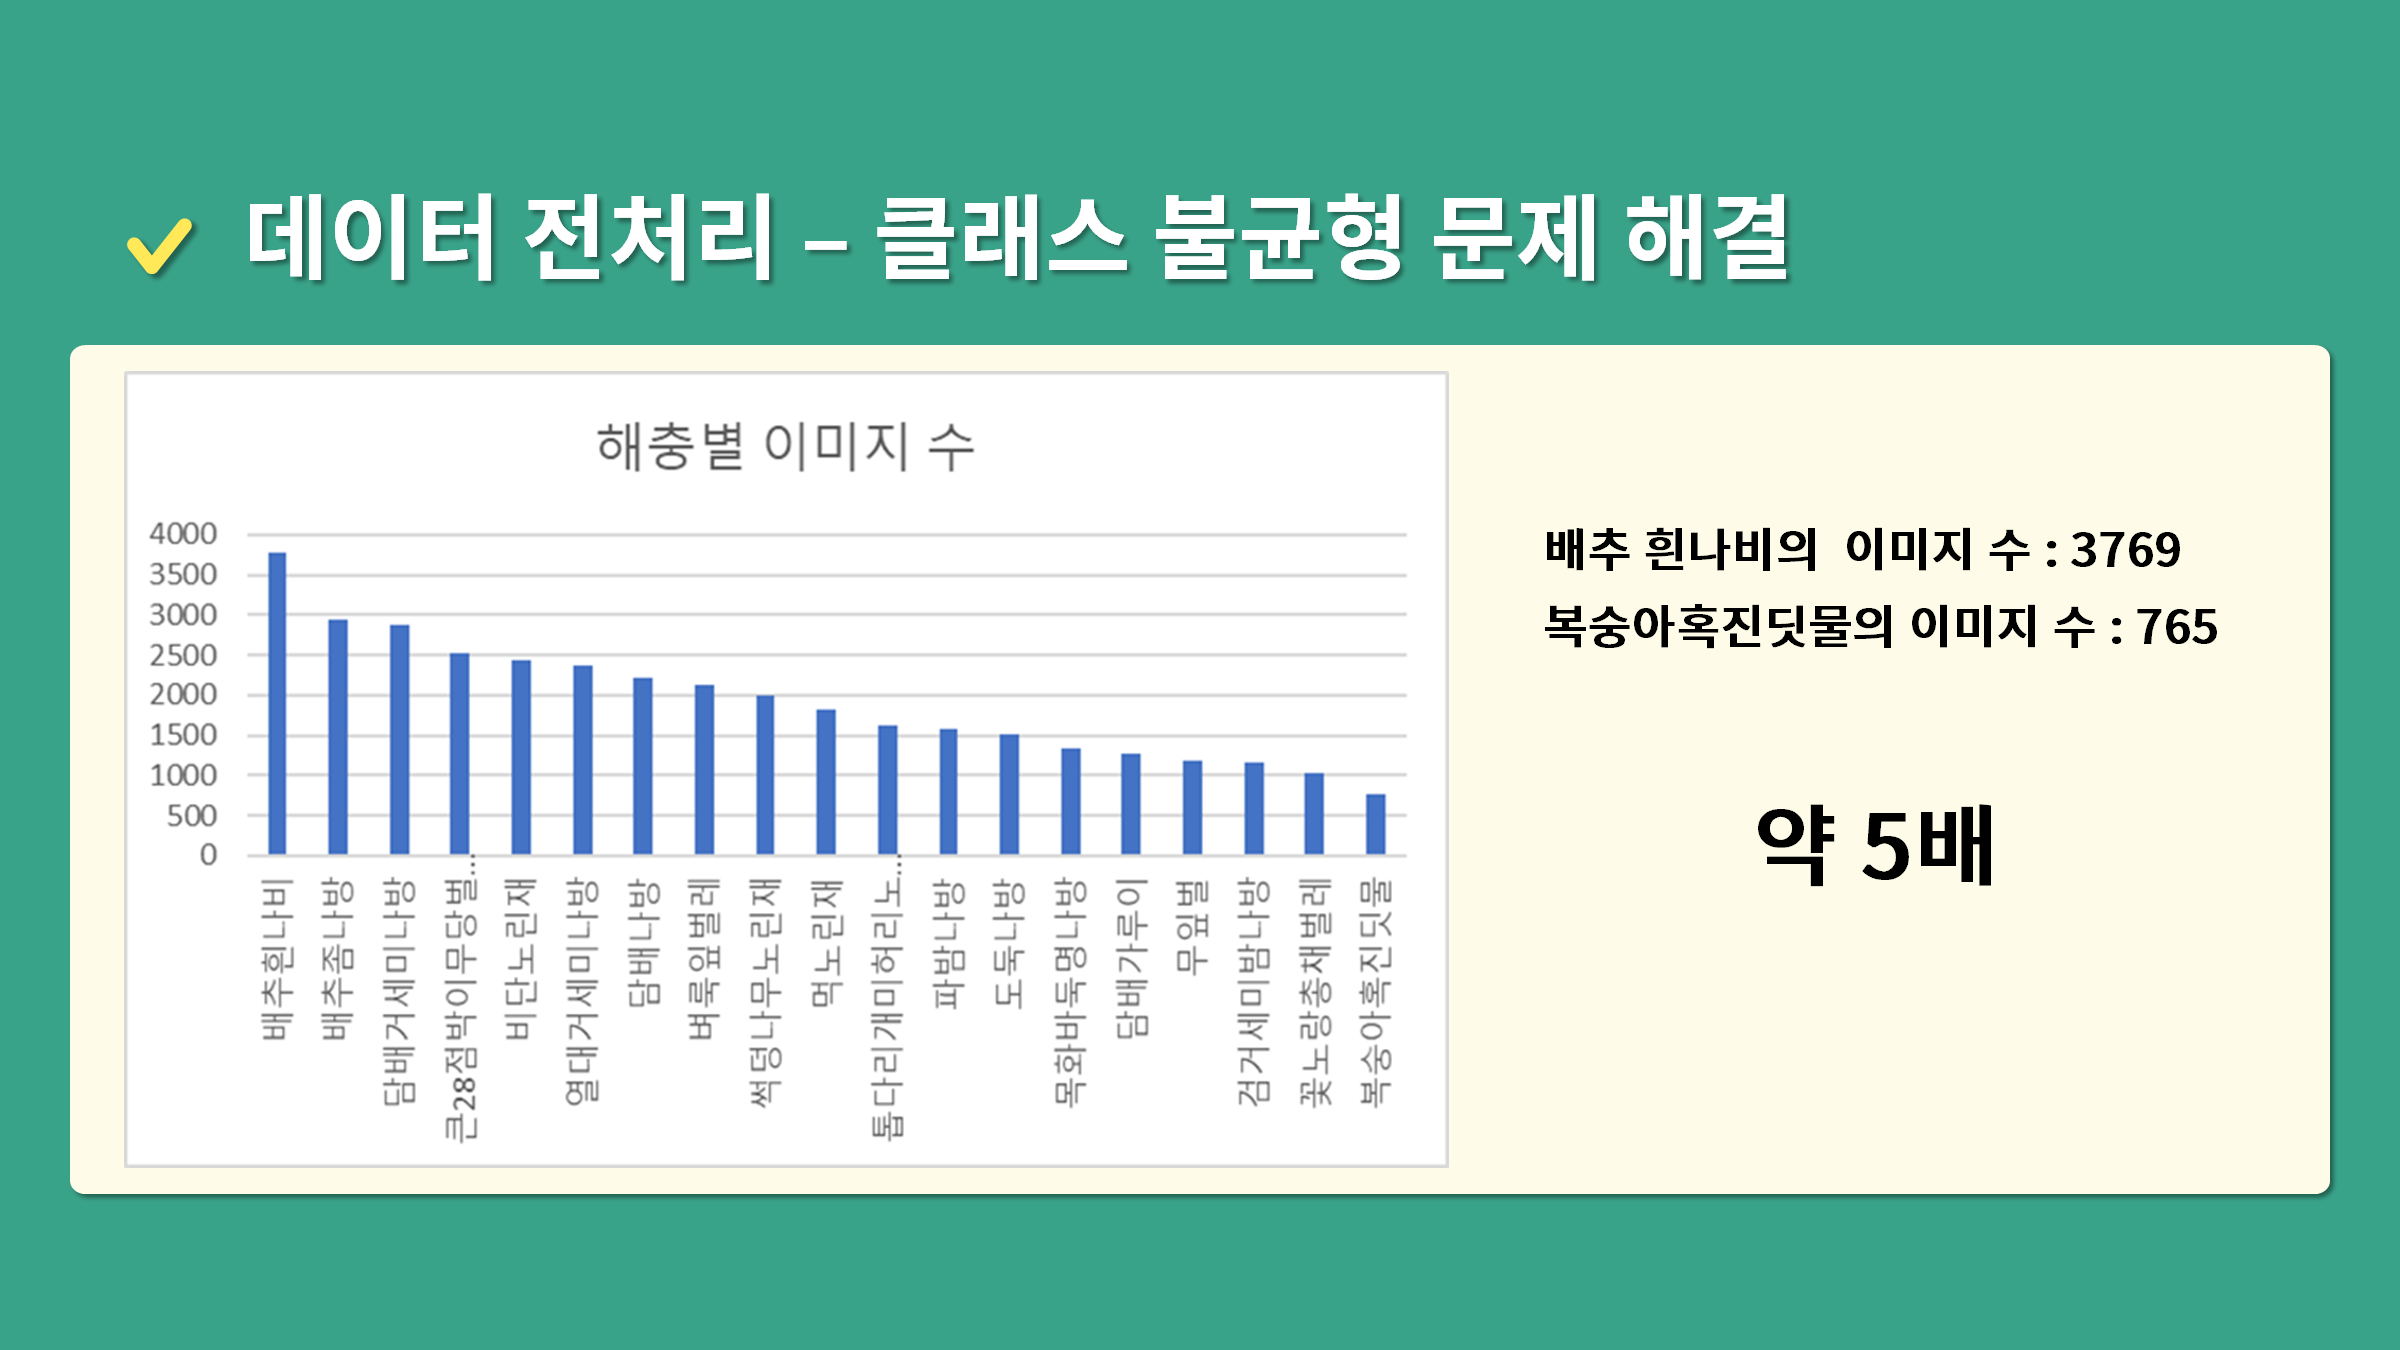 데이터 전처리 – 클래스 불균형 문제 해결
해충별 이미지 수
4000
3500
3000
2500
2000
1500
1000
500
0
배추흰나비
배추좀나방
담배거세미나방
큰28점박이무당벌…
비단노린재
열대거세미나방
담배나방
벼룩잎벌레
썩덩나무노린재
먹노린재
톱다리개미허리노…
파밤나방
도둑나방
목화바둑명나방
담배가루이
무잎벌
검거세미밤나방
꽃노랑총채벌레
복숭아혹진딧물
배추 흰나비의  이미지 수 : 3769
복숭아혹진딧물의 이미지 수 : 765
약 5배